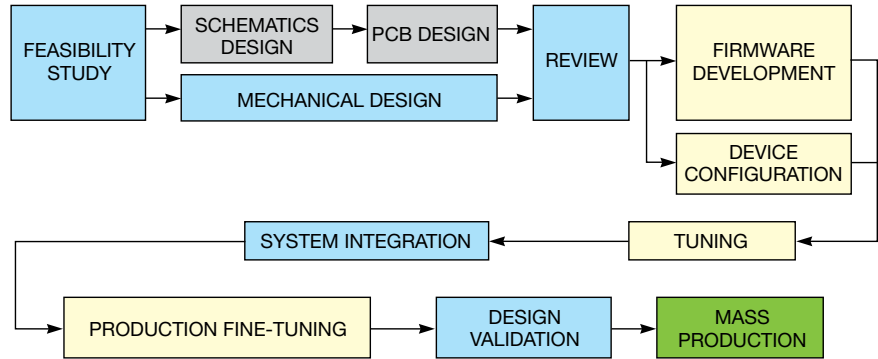 FEASIBILITY
STUDY
SCHEMATICS
DESIGN
PCB DESIGN
MECHANICAL DESIGN
REVIEW
FIRMWARE
DEVELOPMENT
DEVICE
CONFIGURATION
TUNING
SYSTEM INTEGRATION
PRODUCTION FINE-TUNING
DESIGN
VALIDATION
MASS
PRODUCTION